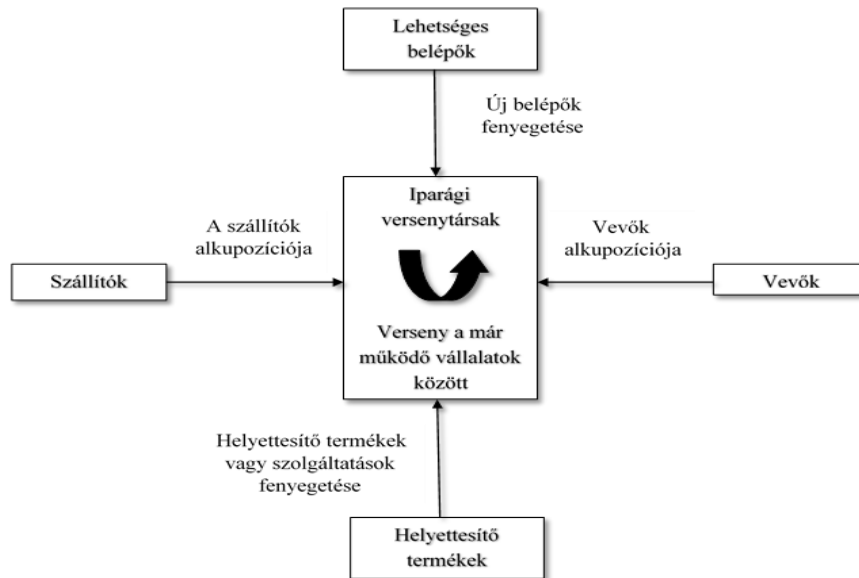 Lehetséges
belépők
Új belépők
fenyegetése
Iparági
versenytársak
A szállítók
alkupozíciója
Vevők
alkupozíciója
Szállítók
Vevők
Verseny a már
működő vállalatok
között
Helyettesítő termékek
vagy szolgáltatások
fenyegetése
Helyettesítő
termékek